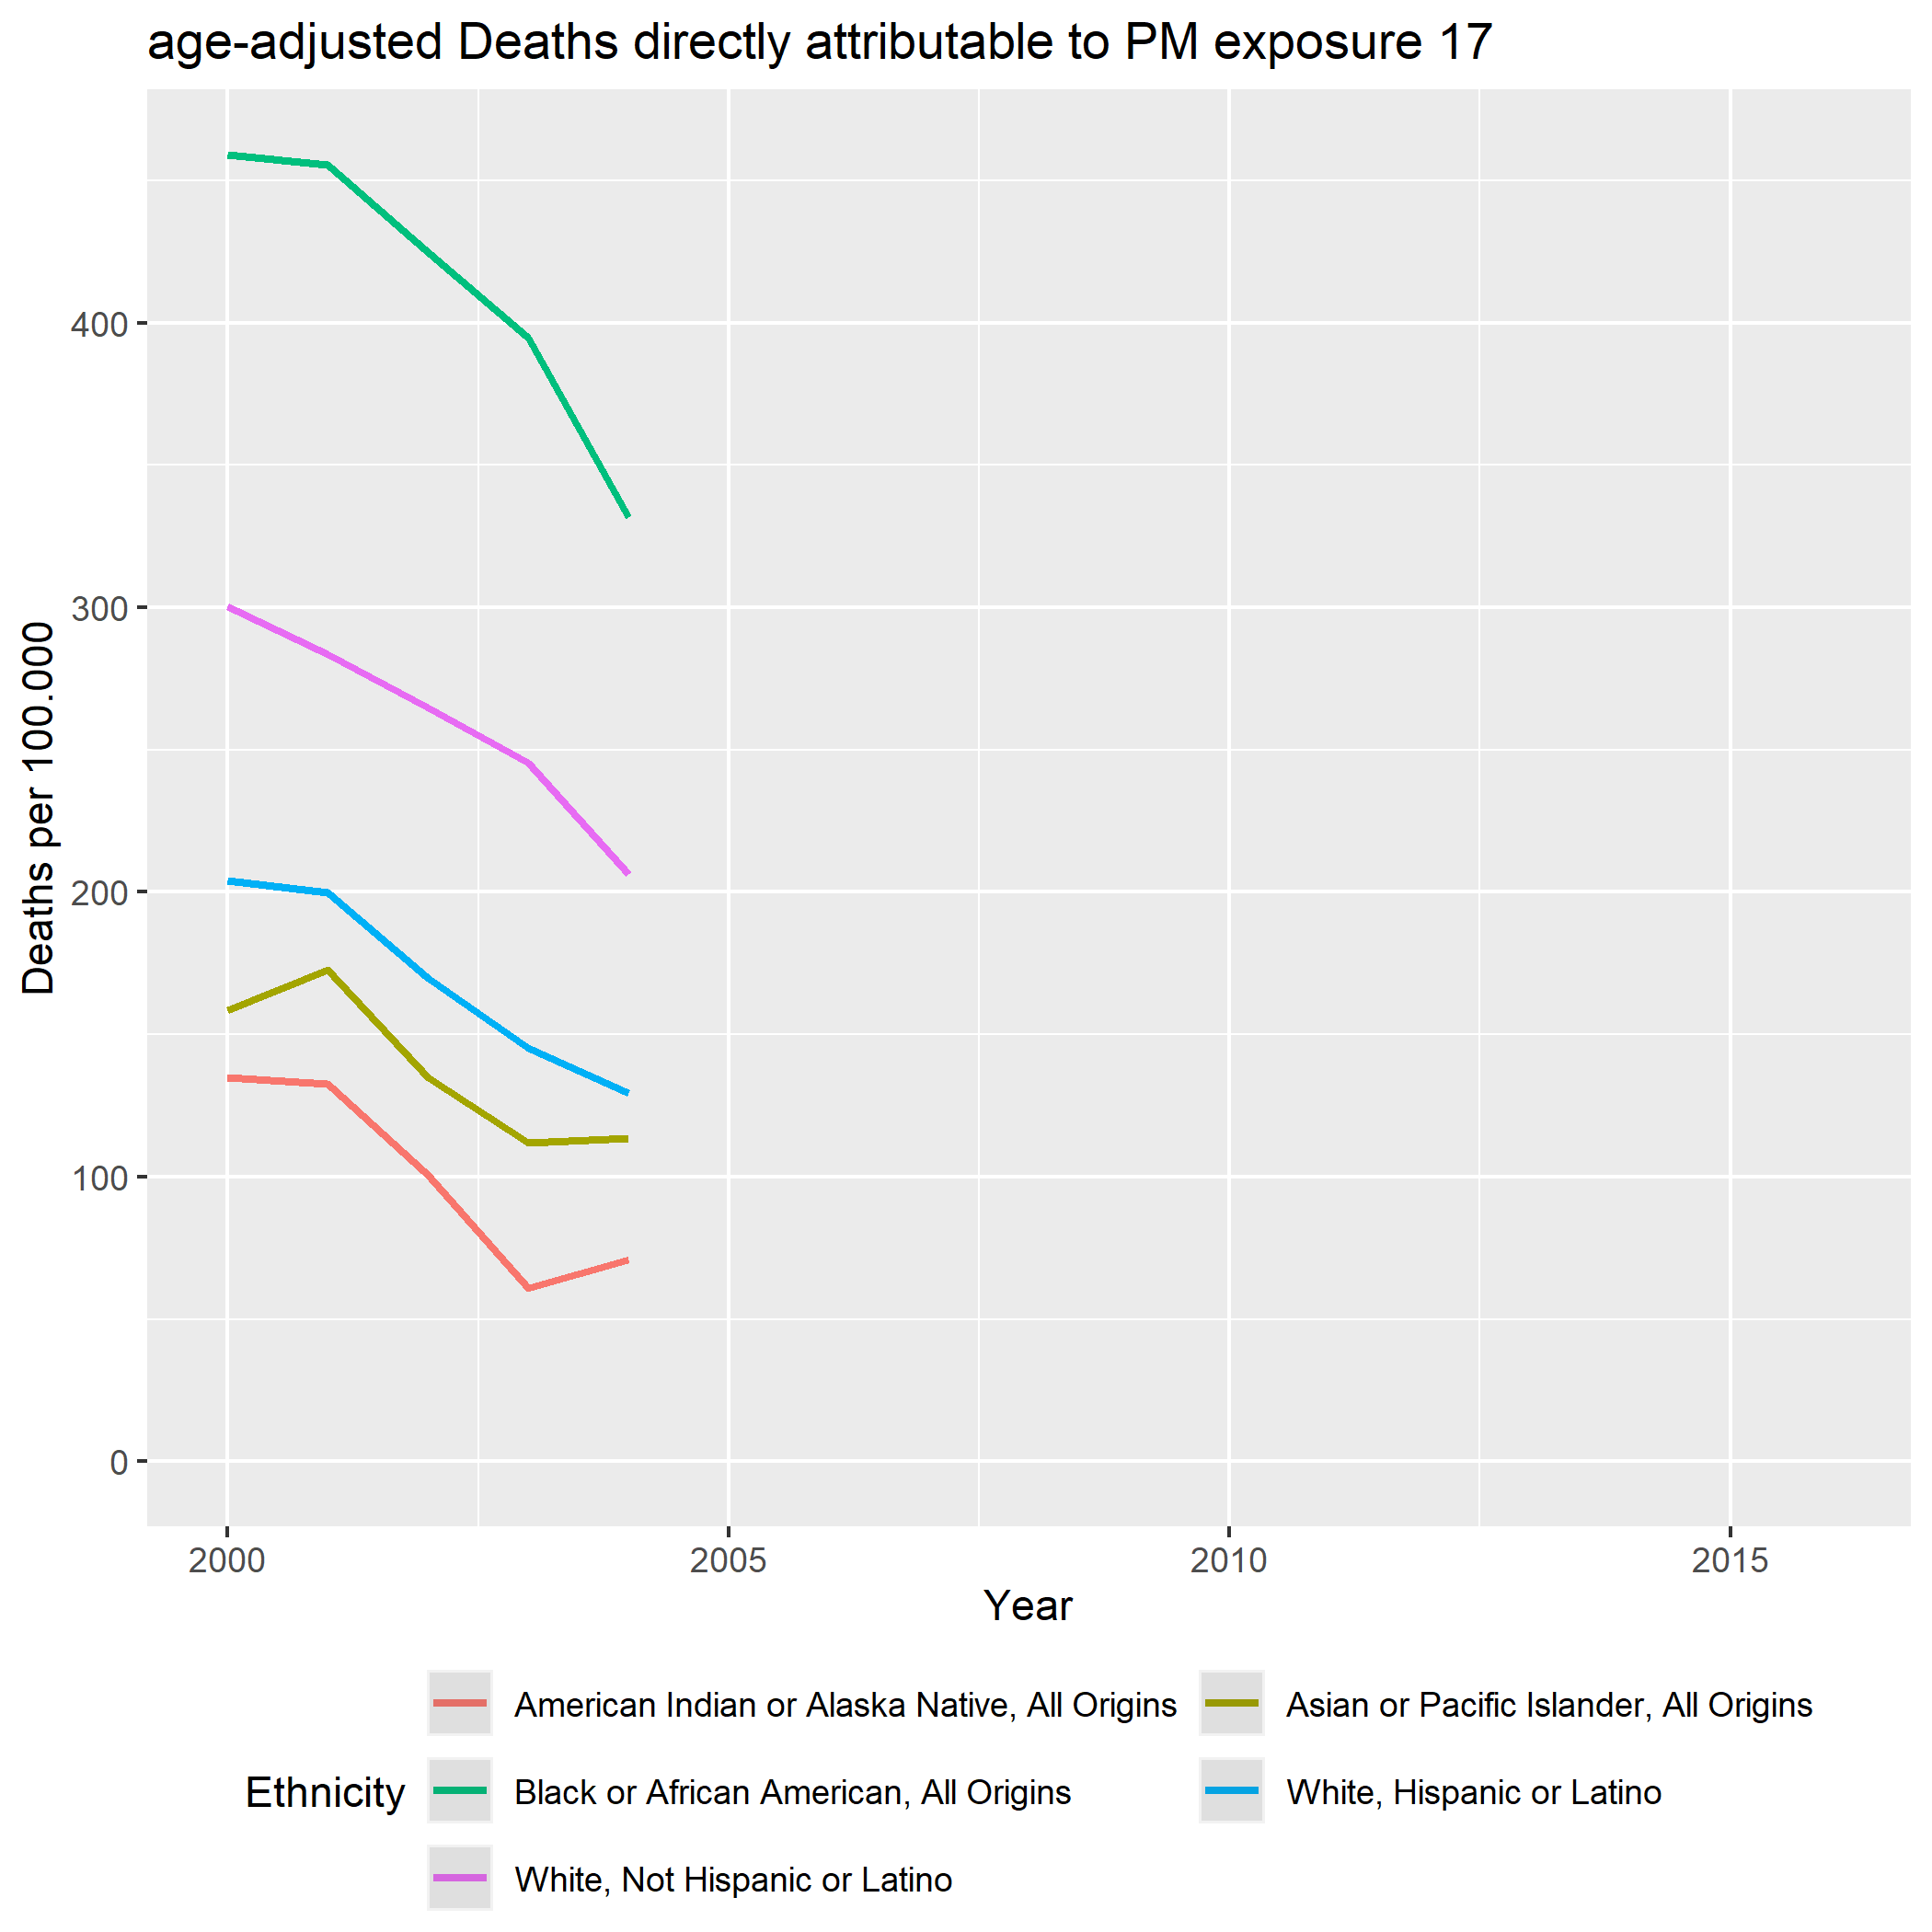 age-adjusted Deaths directly attributable to PM exposure 17
Deaths per 100.000
400
300
200
100
0
2000 2005 2010 2015
Year
Ethnicity
American Indian or Alaska Native, All Origins
Asian or Pacific Islander, All Origins
Black or African American, All Origins
White, Hispanic or Latino
White, Not Hispanic or Latino